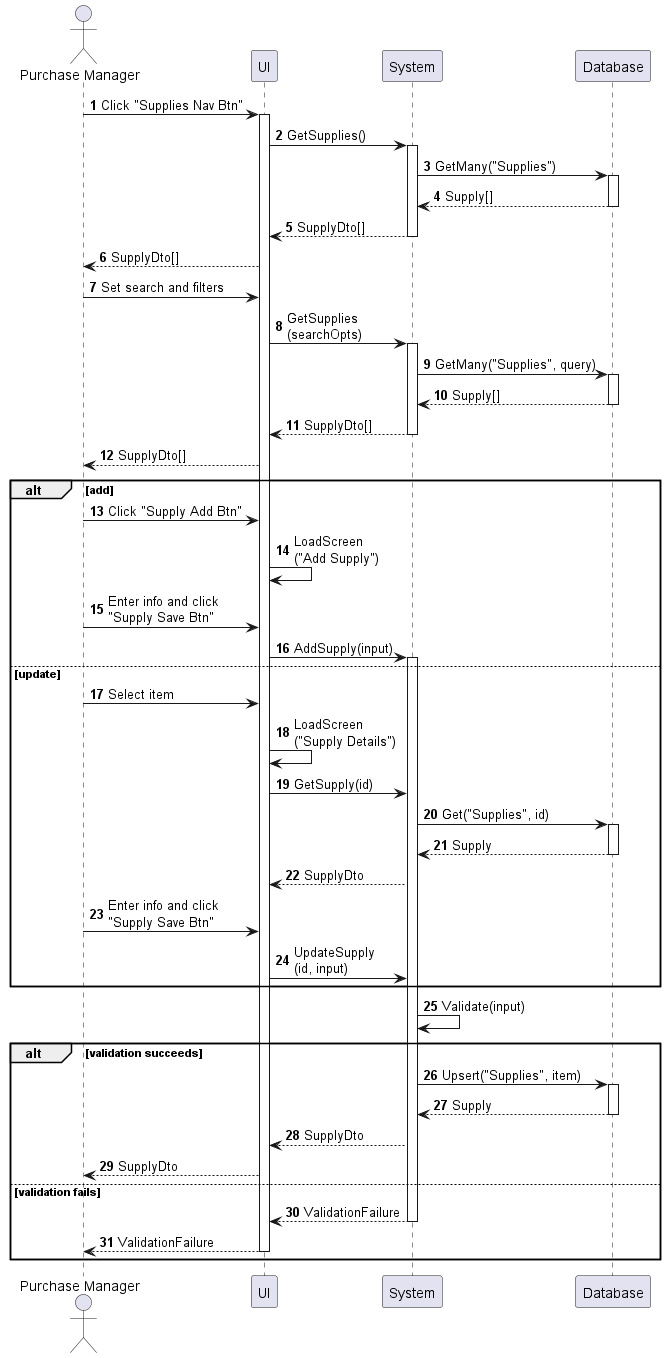 Purchase Manager
UI
System
Database
1 Click "Supplies Nav Btn"
2 GetSupplies()
3 GetMany("Supplies")
4 Supply[]
5 SupplyDto[]
6 SupplyDto[]
7 Set search and filters
8 GetSupplies
(searchOpts)
9 GetMany("Supplies", query)
10 Supply[]
11 SupplyDto[]
12 SupplyDto[]
alt [add]
13 Click "Supply Add Btn"
14 LoadScreen
("Add Supply")
15 Enter info and click
"Supply Save Btn"
16 AddSupply(input)
[update]
17 Select item
18 LoadScreen
("Supply Details")
19 GetSupply(id)
20 Get("Supplies", id)
21 Supply
22 SupplyDto
23 Enter info and click
"Supply Save Btn"
24 UpdateSupply
(id, input)
25 Validate(input)
alt [validation succeeds]
26 Upsert("Supplies", item)
27 Supply
28 SupplyDto
29 SupplyDto
[validation fails]
30 ValidationFailure
31 ValidationFailure
Purchase Manager
UI
System
Database